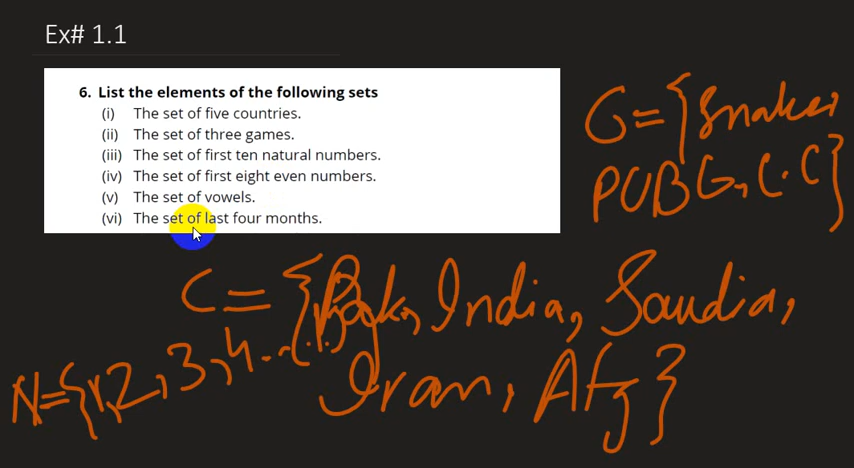 Ex# 1.1
6. List the elements of the following sets
(i) The set of five countries.
(ii) The set of three games.
(iii) The set of first ten natural numbers.
(iv) The set of first eight even numbers.
(v) The set of vowels.
(vi) The set of last four months.
G={Snaker
PUBG, C.C}
C={Pak, India, Saudia,
Iran, Afg}
N={1,2,3,4...